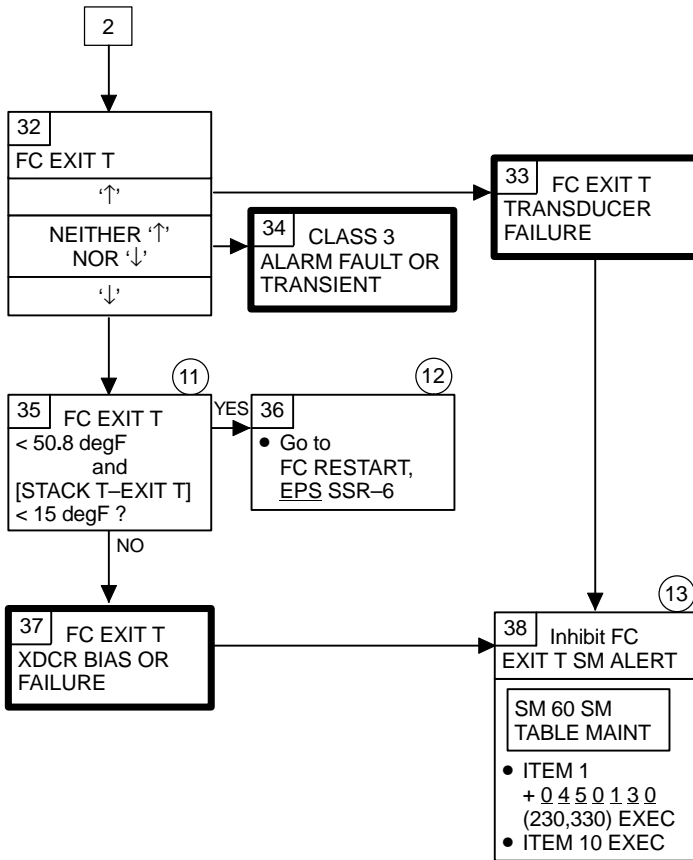 2
32
FC EXIT T
‘↑’
NEITHER ‘↑’
NOR ‘↓’
‘↓’
33
FC EXIT T
TRANSDUCER
FAILURE
34
CLASS 3
ALARM FAULT OR
TRANSIENT
11
35
FC EXIT T
< 50.8 degF
and
[STACK T–EXIT T]
< 15 degF ?
YES
NO
12
36
● Go to
FC RESTART,
EPS SSR–6
37
FC EXIT T
XDCR BIAS OR
FAILURE
13
38
Inhibit FC
EXIT T SM ALERT
SM 60 SM
TABLE MAINT
● ITEM 1
+ 0 4 5 0 1 3 0
(230,330) EXEC
● ITEM 10 EXEC